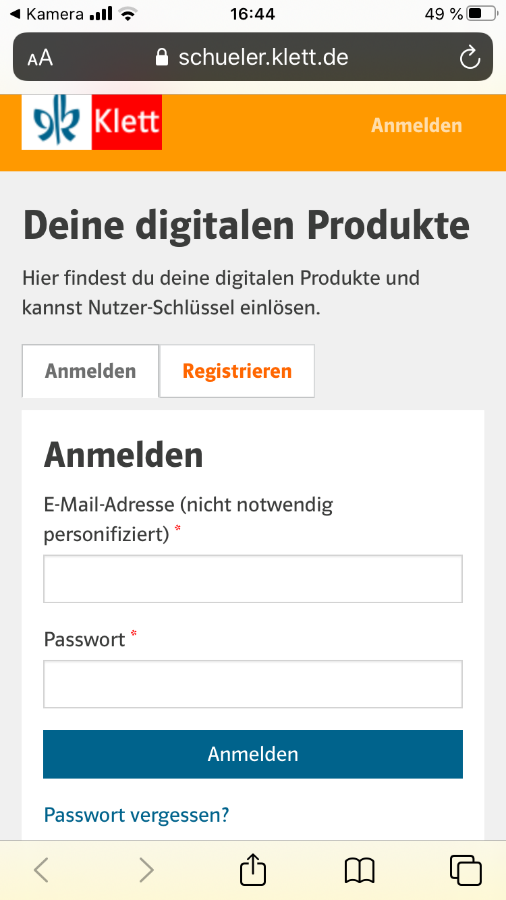 Kamera 16:44 49 %
AA schueler.klett.de
Klett Anmelden
Deine digitalen Produkte
Hier findest du deine digitalen Produkte und
kannst Nutzer-Schlüssel einlösen.
Anmelden Registrieren
Anmelden
E-Mail-Adresse (nicht notwendig
personifiziert) *
Passwort *
Anmelden
Passwort vergessen?